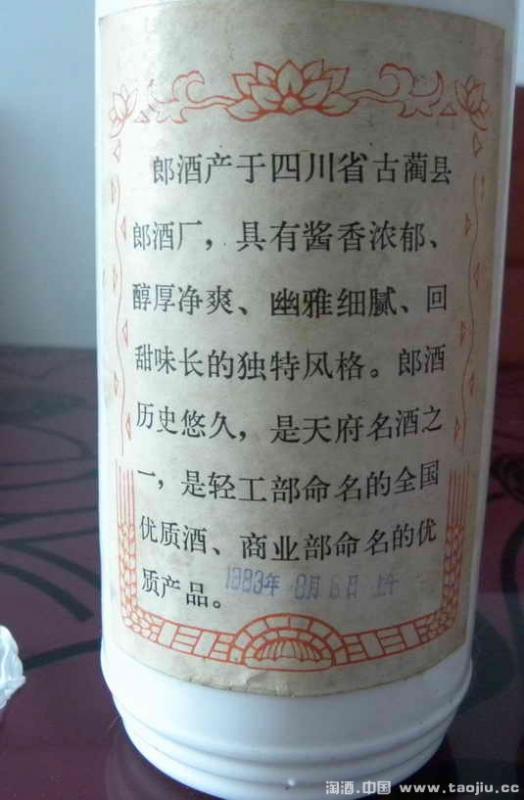 郎酒产于四川省古蔺县
郎酒厂，具有酱香浓郁、
醇厚净爽、幽雅细腻、回
甜味长的独特风格。郎酒
历史悠久，是天府名酒之
一，是轻工部命名的全国
优质酒、商业部命名的优
质产品。
1983年 8月 6日 上午
淘酒.中国 www.taojiu.cc